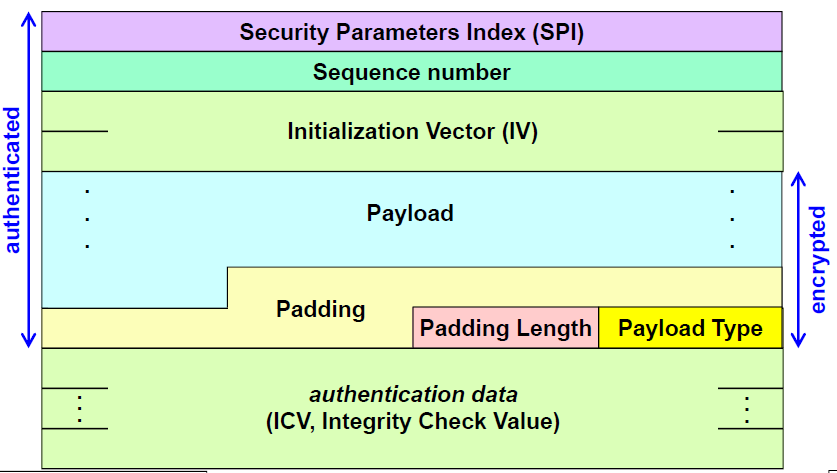 Security Parameters Index (SPI)
Sequence number
Initialization Vector (IV)
authenticated
Payload
encrypted
Padding
Padding Length
Payload Type
authentication data
(ICV, Integrity Check Value)